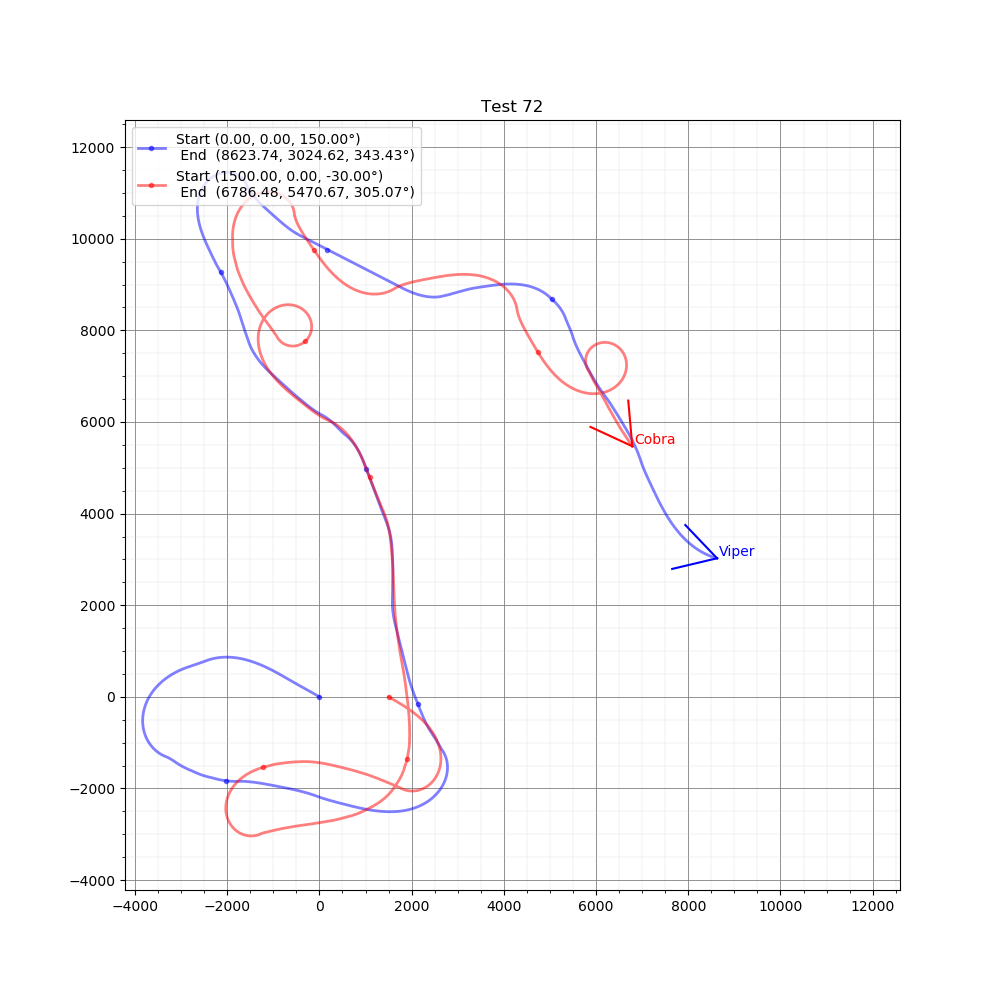 Test 72
Start (0.00, 0.00, 150.00°)
End (8623.74, 3024.62, 343.43°)
Start (1500.00, 0.00, -30.00°)
End (6786.48, 5470.67, 305.07°)
12000
10000
8000
6000
4000
2000
0
−2000
−4000
Cobra
Viper
−4000 −2000 0 2000 4000 6000 8000 10000 12000